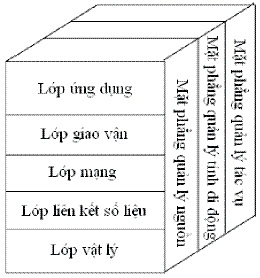 Lớp ứng dụng
Lớp giao vận
Lớp mạng
Lớp liên kết số liệu
Lớp vật lý
Mặt phẳng quản lý nguồn
Mặt phẳng quản lý tính di động
Mặt phẳng quản lý tác vụ